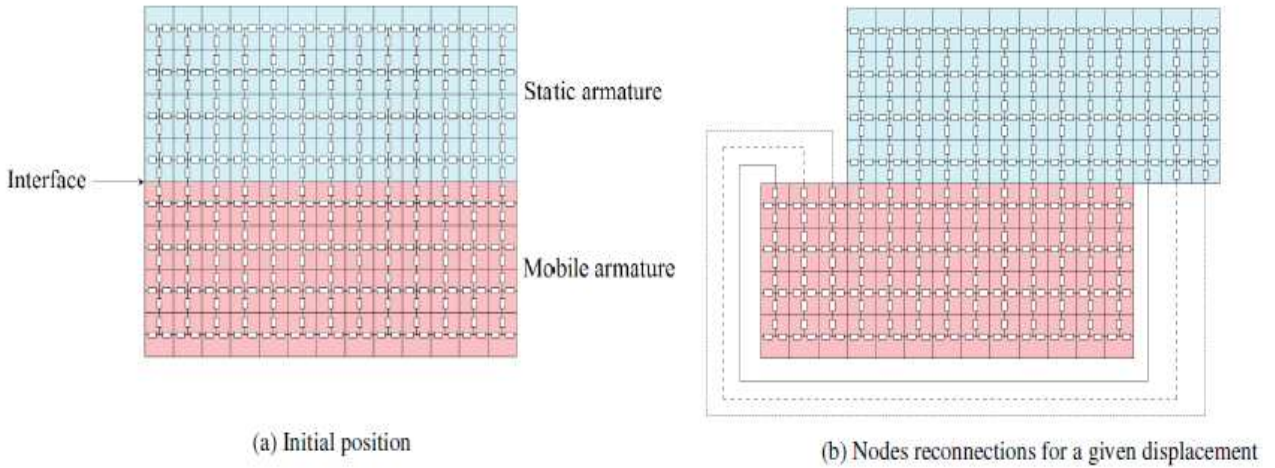 Static armature
Interface
Mobile armature
(a) Initial position
(b) Nodes reconnections for a given displacement